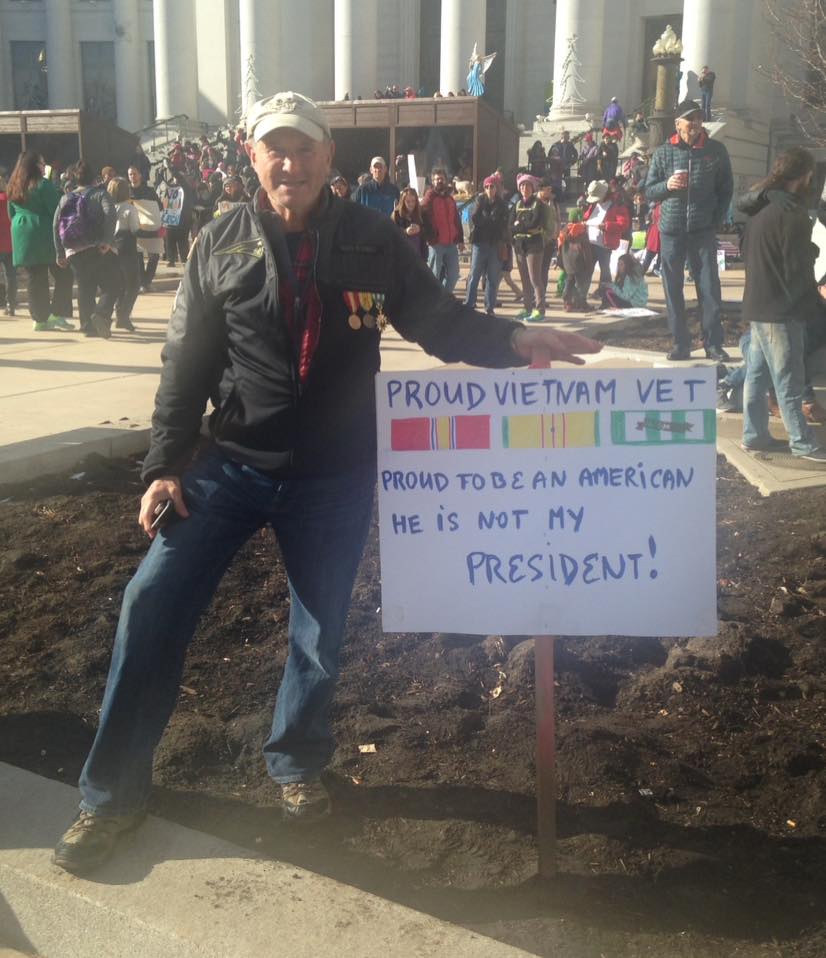 PROUD VIETNAM VET
PROUD TO BE AN AMERICAN
HE IS NOT MY
PRESiDENT!